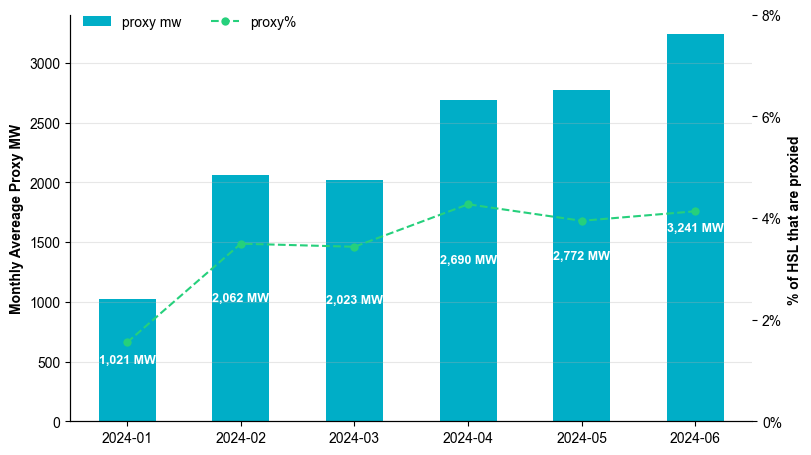 proxy mw
proxy%
3000
2500
2000
1500
1000
500
0
Monthly Avereage Proxy MW
8%
6%
4%
2%
0%
% of HSL that are proxied
1,021 MW
2,062 MW
2,023 MW
2,690 MW
2,772 MW
3,241 MW
2024-01
2024-02
2024-03
2024-04
2024-05
2024-06